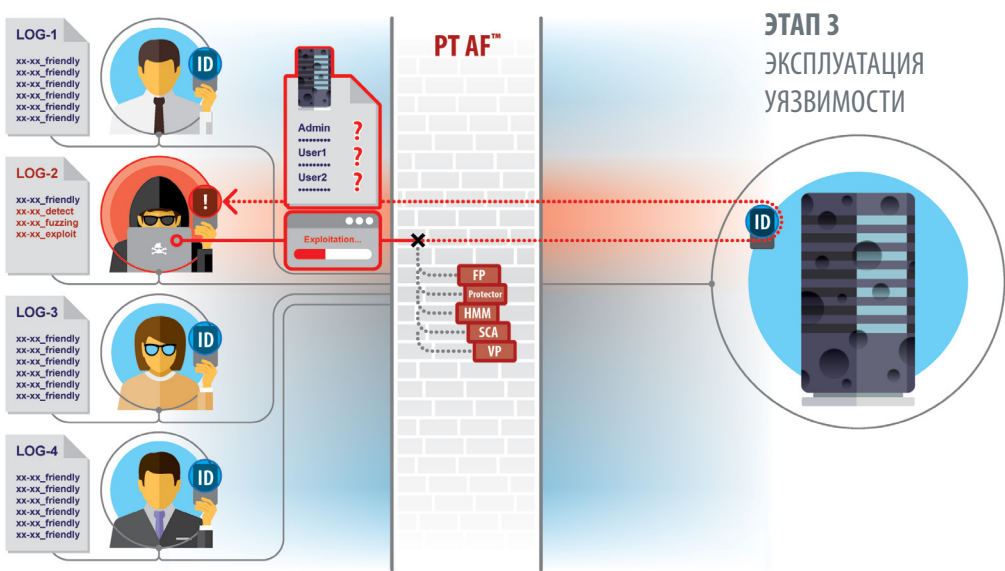 LOG-1
xx-xx_friendly
xx-xx_friendly
xx-xx_friendly
xx-xx_friendly
xx-xx_friendly
xx-xx_friendly
ID
LOG-2
xx-xx_friendly
xx-xx_detect
xx-xx_fuzzing
xx-xx_exploit
!
LOG-3
xx-xx_friendly
xx-xx_friendly
xx-xx_friendly
xx-xx_friendly
xx-xx_friendly
xx-xx_friendly
ID
LOG-4
xx-xx_friendly
xx-xx_friendly
xx-xx_friendly
xx-xx_friendly
xx-xx_friendly
xx-xx_friendly
ID
Admin ?
User1 ?
User2 ?
Exploitation...
PT AF™
FP
Protector
HMM
SCA
VP
ЭТАП 3
ЭКСПЛУАТАЦИЯ
УЯЗВИМОСТИ
ID